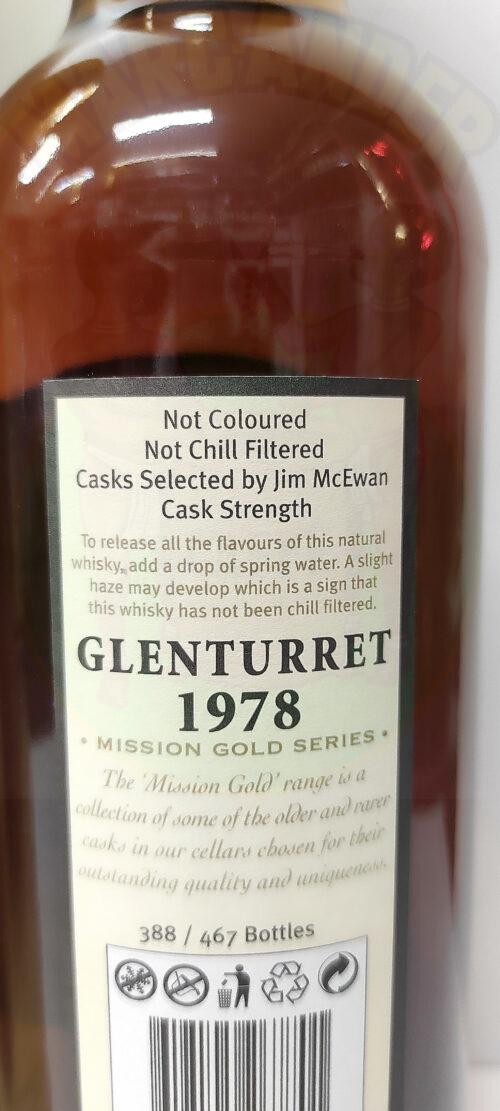 MARC ANDER
Not Coloured
Not Chill Filtered
Casks Selected by Jim McEwan
Cask Strength
To release all the flavours of this natural
whisky, add a drop of spring water. A slight
haze may develop which is a sign that
this whisky has not been chill filtered.
GLENTURRET
1978
• MISSION GOLD SERIES •
The 'Mission Gold' range is a
collection of some of the older and rarer
casks in our cellars chosen for their
outstanding quality and uniqueness.
388 / 467 Bottles